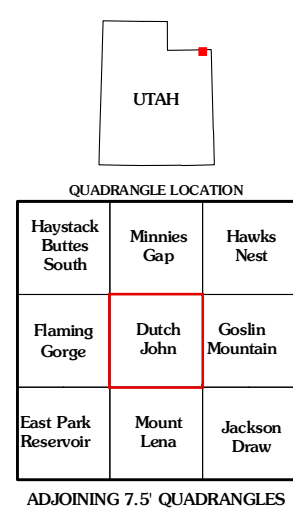 UTAH
QUADRANGLE LOCATION
Haystack
Buttes
South
Minnies
Gap
Hawks
Nest
Flaming
Gorge
Dutch
John
Goslin
Mountain
East Park
Reservoir
Mount
Lena
Jackson
Draw
ADJOINING 7.5' QUADRANGLES